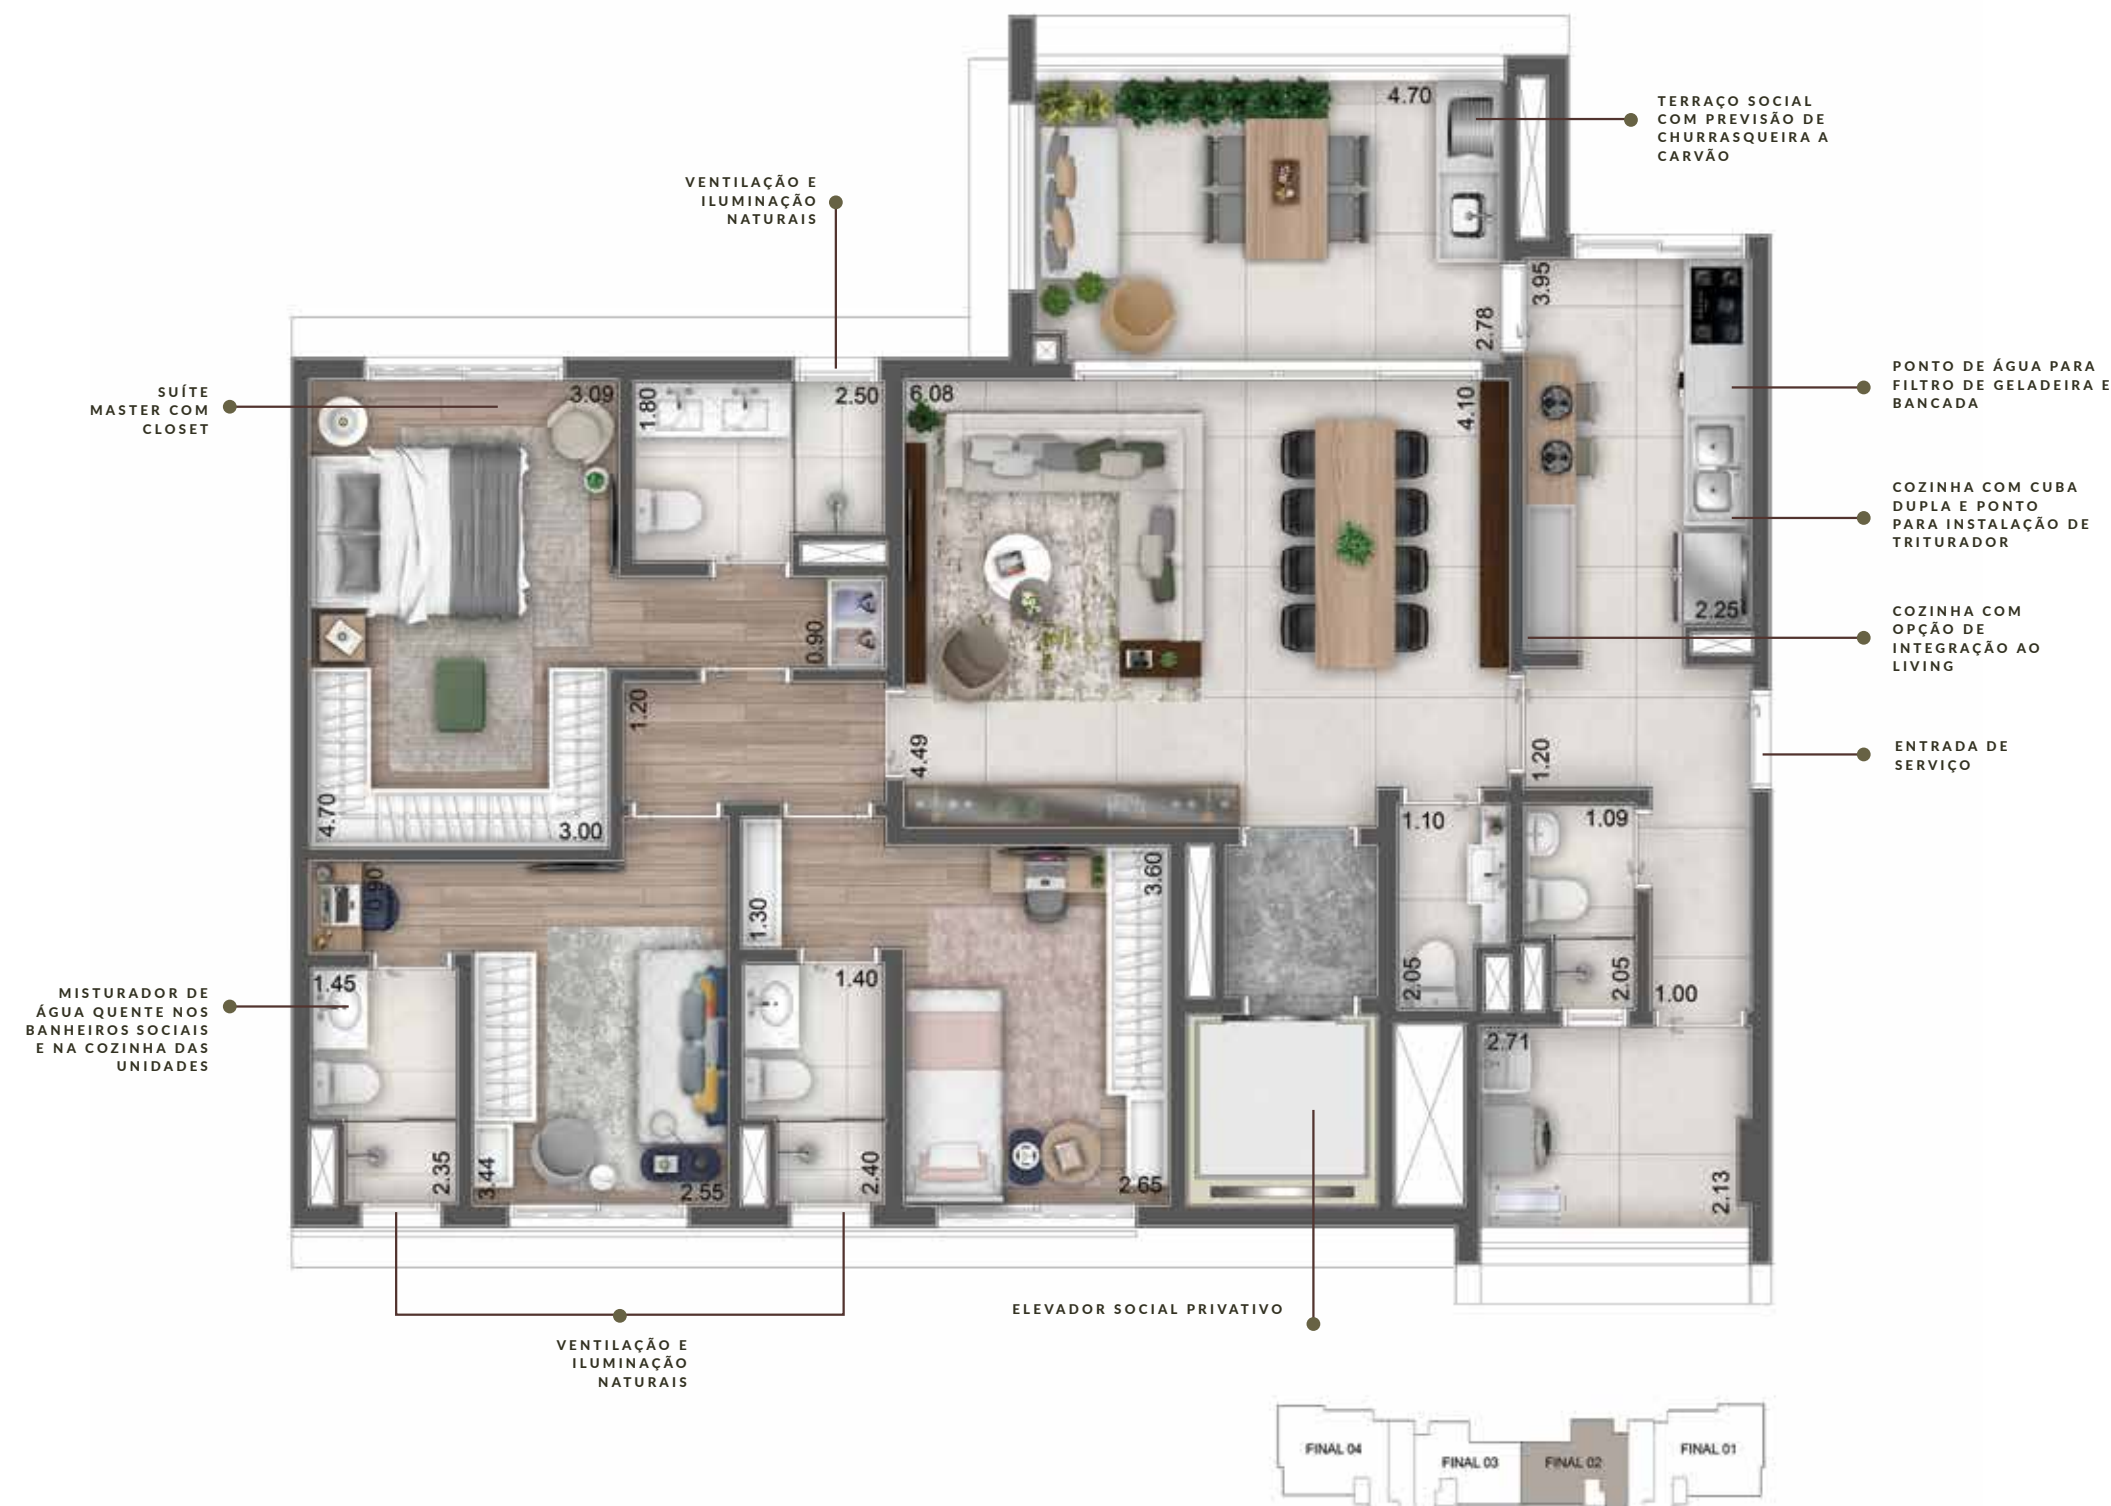 TERRAÇO SOCIAL
COM PREVISÃO DE
CHURRASQUEIRA A
CARVÃO
VENTILAÇÃO E
ILUMINAÇÃO
NATURAIS
SUÍTE
MASTER COM
CLOSET
PONTO DE ÁGUA PARA
FILTRO DE GELADEIRA E
BANCADA
COZINHA COM CUBA
DUPLA E PONTO
PARA INSTALAÇÃO DE
TRITURADOR
COZINHA COM
OPÇÃO DE
INTEGRAÇÃO AO
LIVING
ENTRADA DE
SERVIÇO
MISTURADOR DE
ÁGUA QUENTE NOS
BANHEIROS SOCIAIS
E NA COZINHA DAS
UNIDADES
VENTILAÇÃO E
ILUMINAÇÃO
NATURAIS
ELEVADOR SOCIAL PRIVATIVO
4.70
3.95
2.78
3.09
1.80
2.50
6.08
4.10
2.25
0.90
1.20
4.49
1.20
4.70
3.00
1.10
1.09
0.90
1.30
3.60
1.45
1.40
2.05
2.05
1.00
2.71
2.35
3.44
2.55
2.40
2.65
2.13
FINAL 04
FINAL 03
FINAL 02
FINAL 01